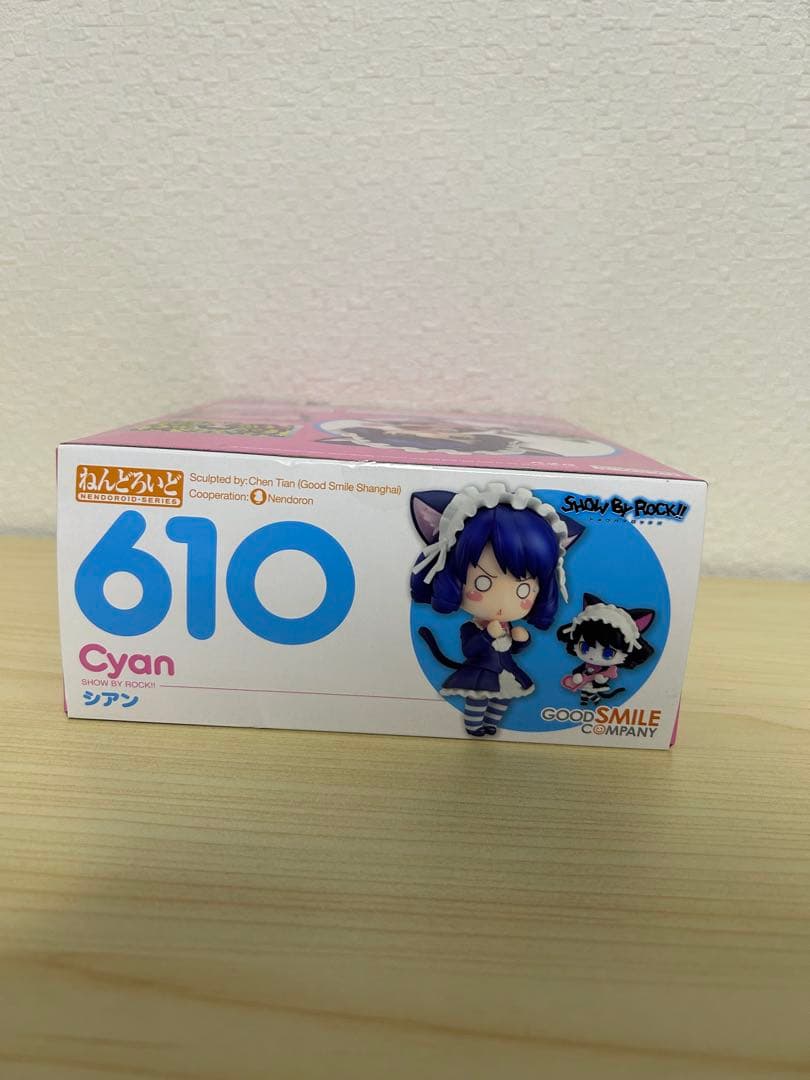 ねんどろいど
NENDOROID・SERIES
Sculpted by: Chen Tian (Good Smile Shanghai)
Cooperation: Nendoron
610
Cyan
SHOW BY ROCK!!
シアン
SHOW BY ROCK!!
GOOD SMILE
COMPANY